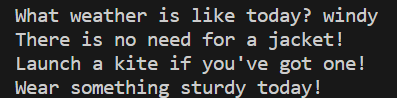 What weather is like today? windy
There is no need for a jacket!
Launch a kite if you've got one!
Wear something sturdy today!